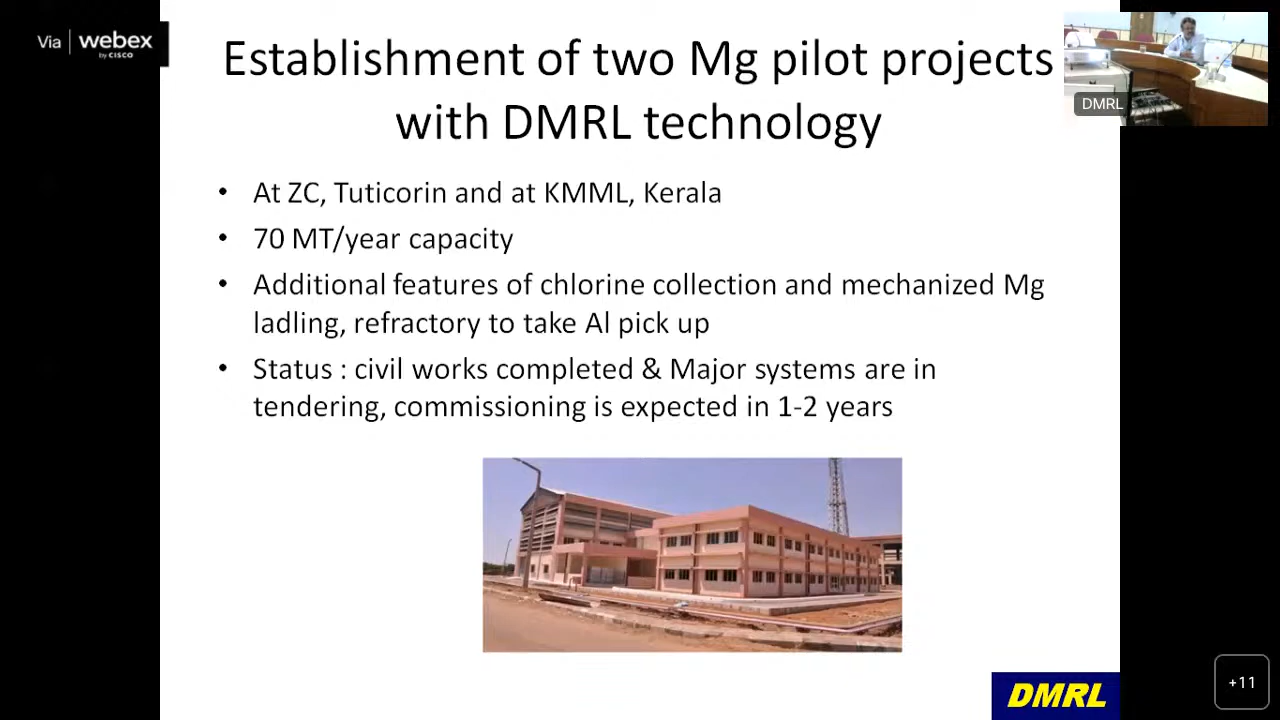 Via webex
by CISCO
Establishment of two Mg pilot projects
with DMRL technology
DMRL
• At ZC, Tuticorin and at KMML, Kerala
• 70 MT/year capacity
• Additional features of chlorine collection and mechanized Mg
ladling, refractory to take Al pick up
• Status : civil works completed & Major systems are in
tendering, commissioning is expected in 1-2 years
+11
DMRL